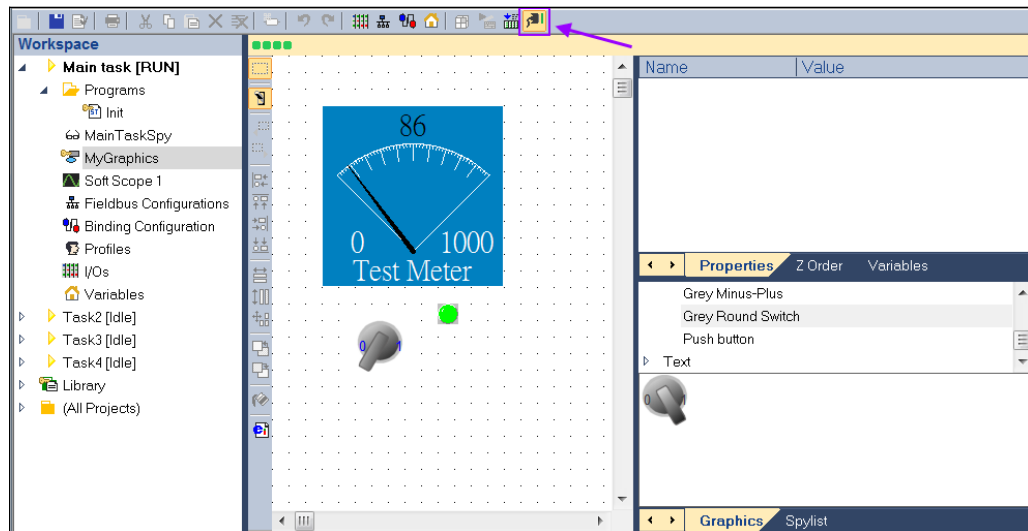 Workspace
Main task [RUN]
Programs
ST Init
MainTaskSpy
MyGraphics
Soft Scope 1
Fieldbus Configurations
Binding Configuration
Profiles
I/Os
Variables
Task2 [Idle]
Task3 [Idle]
Task4 [Idle]
Library
(All Projects)
86
0 1000
Test Meter
0 1
Name Value
Properties Z Order Variables
Grey Minus-Plus
Grey Round Switch
Push button
Text
0 1
Graphics Spylist